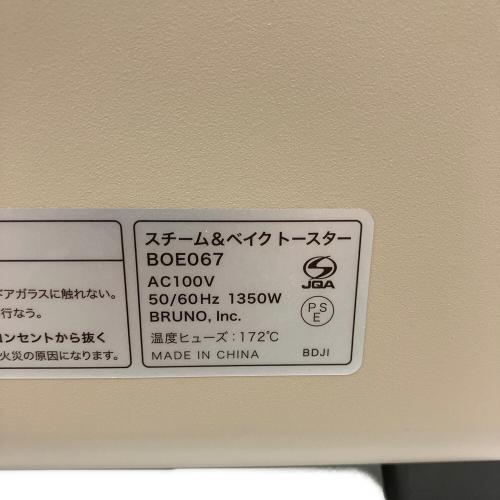 ドアガラスに触れない。
行なう。
コンセントから抜く
火災の原因になります。
スチーム&ベイクトースター
BOE067
AC100V
50/60Hz 1350W
BRUNO, Inc.
温度ヒューズ:172℃
MADE IN CHINA
JQA
PS
E
BDJI